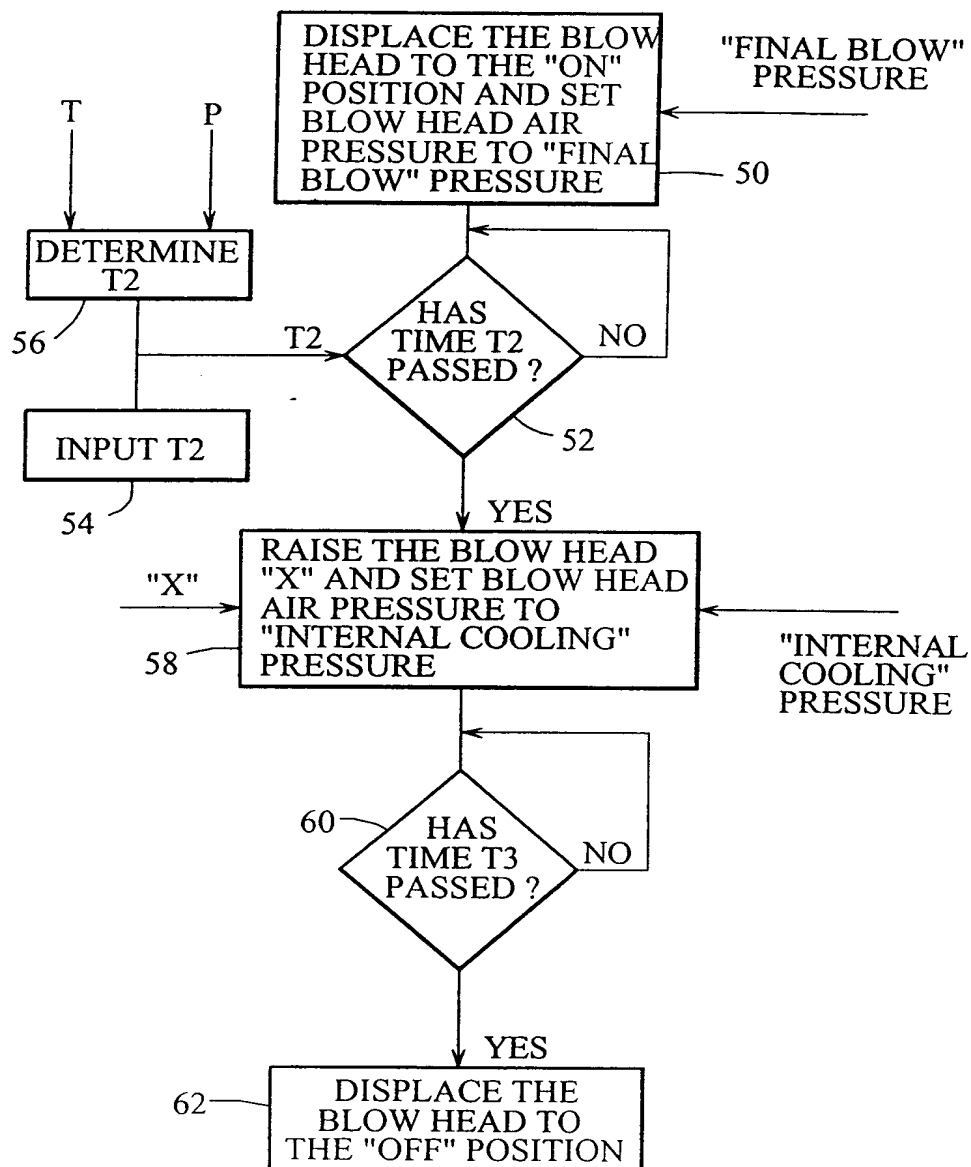 DISPLACE THE BLOW
HEAD TO THE "ON"
POSITION AND SET
BLOW HEAD AIR
PRESSURE TO "FINAL
BLOW" PRESSURE
50
"FINAL BLOW"
PRESSURE
T
P
DETERMINE
T2
56
T2
INPUT T2
54
HAS
TIME T2
PASSED ?
NO
52
YES
RAISE THE BLOW HEAD
"X" AND SET BLOW HEAD
AIR PRESSURE TO
"INTERNAL COOLING"
PRESSURE
"X"
58
"INTERNAL
COOLING"
PRESSURE
60
HAS
TIME T3
PASSED ?
NO
YES
62
DISPLACE THE
BLOW HEAD TO
THE "OFF" POSITION